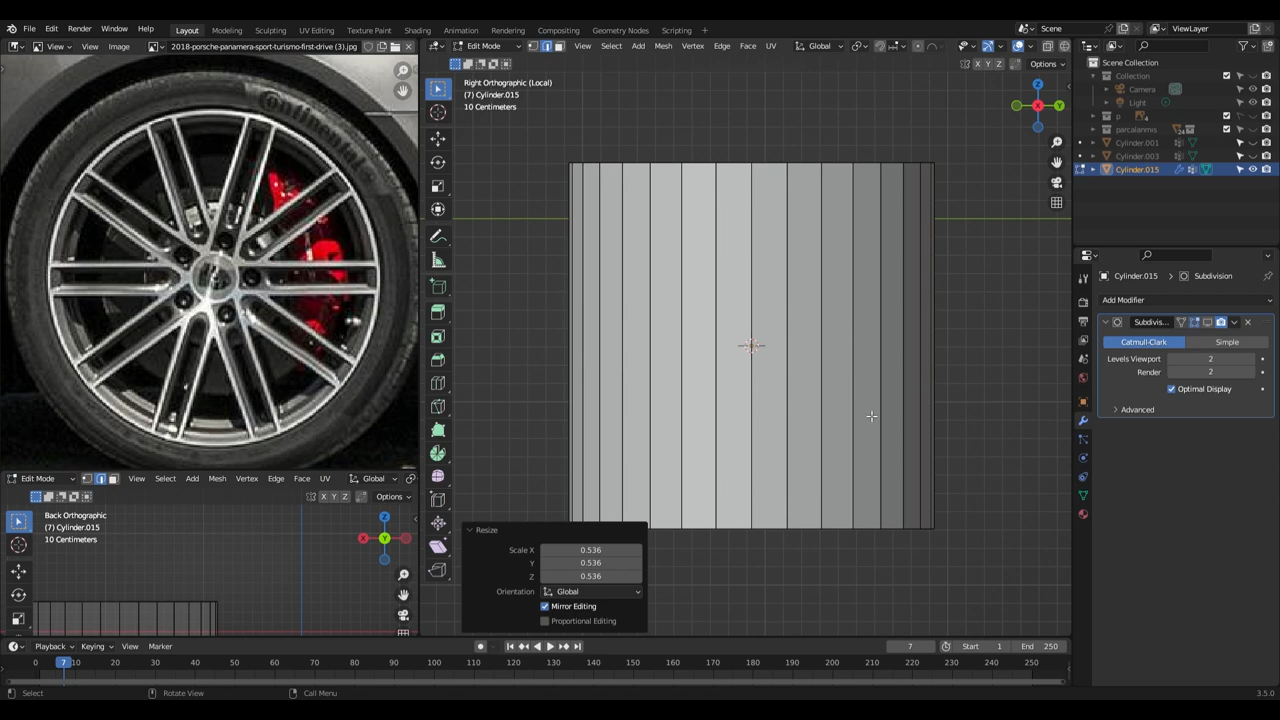 File Edit Render Window Help Layout Modeling Sculpting UV Editing Texture Paint Shading Animation Rendering Compositing Geometry Nodes Scripting + Scene ViewLayer
View View Image 2018-porsche-panamera-sport-turismo-first-drive (3).jpg
Edit Mode View Select Add Mesh Vertex Edge Face UV Global
X Y Z Options
Right Orthographic (Local)
(7) Cylinder.015
10 Centimeters
Scene Collection
Collection
Camera
Light
p
parcalanmis
Cylinder.001
Cylinder.003
Cylinder.015
Cylinder.015 Subdivision
Add Modifier
Subdivis...
Catmull-Clark Simple
Levels Viewport 2
Render 2
Optimal Display
Advanced
Edit Mode View Select Add Mesh Vertex Edge Face UV Global
X Y Z Options
Back Orthographic
(7) Cylinder.015
10 Centimeters
Resize
Scale X 0.536
Y 0.536
Z 0.536
Orientation Global
Mirror Editing
Proportional Editing
Playback Keying View Marker 7 Start 1 End 250
0 7 10 20 30 40 50 60 70 80 90 100 110 120 130 140 150 160 170 180 190 200 210 220 230 240 250
Select Rotate View Call Menu 3.5.0